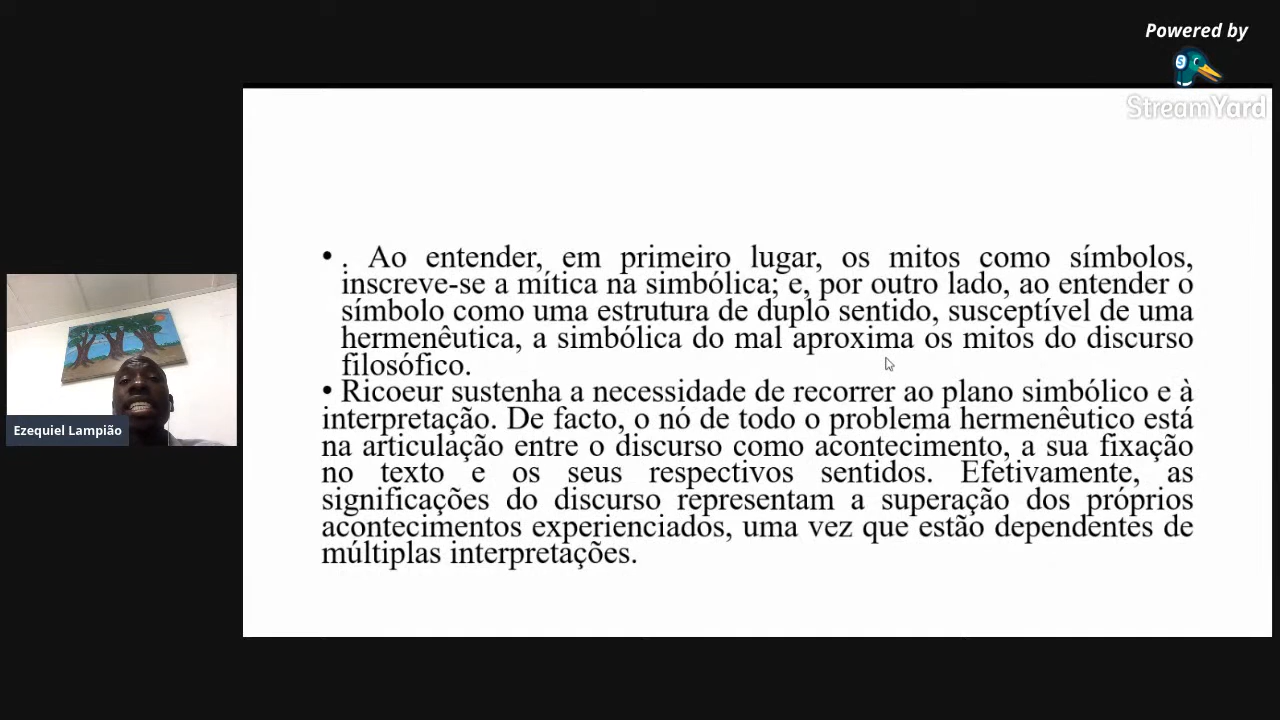 Powered by
StreamYard
• . Ao entender, em primeiro lugar, os mitos como símbolos,
inscreve-se a mítica na simbólica; e, por outro lado, ao entender o
símbolo como uma estrutura de duplo sentido, susceptível de uma
hermenêutica, a simbólica do mal aproxima os mitos do discurso
filosófico.
• Ricoeur sustenha a necessidade de recorrer ao plano simbólico e à
interpretação. De facto, o nó de todo o problema hermenêutico está
na articulação entre o discurso como acontecimento, a sua fixação
no texto e os seus respectivos sentidos. Efetivamente, as
significações do discurso representam a superação dos próprios
acontecimentos experienciados, uma vez que estão dependentes de
múltiplas interpretações.
Ezequiel Lampião